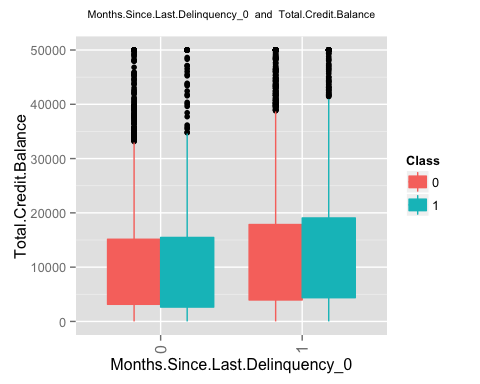 Months.Since.Last.Delinquency_0 and Total.Credit.Balance
50000
40000
30000
20000
10000
0
Total.Credit.Balance
0
1
Months.Since.Last.Delinquency_0
Class
0
1